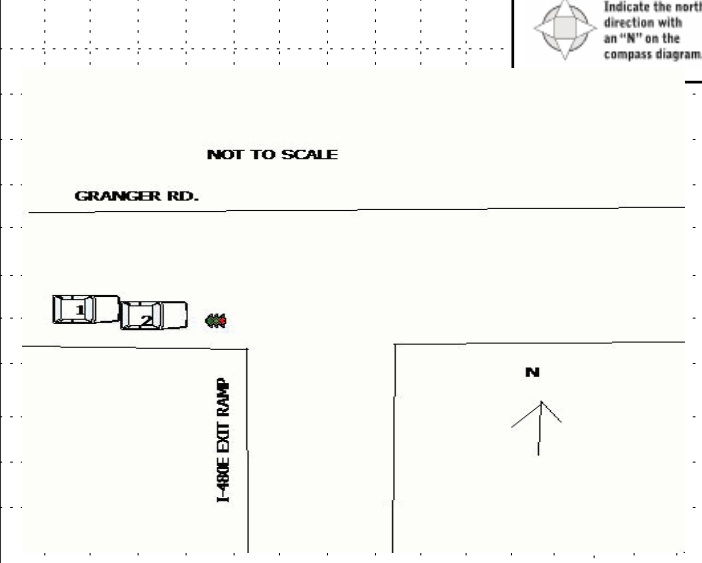 Indicate the north
direction with
an "N" on the
compass diagram.
NOT TO SCALE
GRANGER RD.
1
2
I-480E EXIT RAMP
N